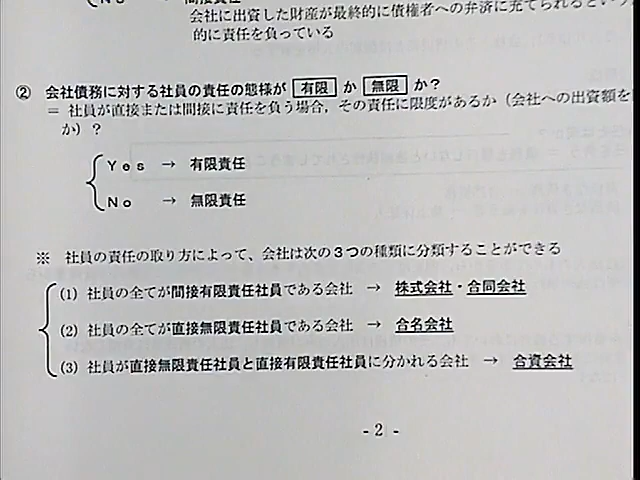 No → 間接責任
会社に出資した財産が最終的に債権者への弁済に充てられるという
的に責任を負っている
② 会社債務に対する社員の責任の態様が 有限 か 無限 か?
= 社員が直接または間接に責任を負う場合,その責任に限度があるか(会社への出資額を
か)?
Yes → 有限責任
No → 無限責任
※ 社員の責任の取り方によって、会社は次の3つの種類に分類することができる
(1) 社員の全てが間接有限責任社員である会社 → 株式会社・合同会社
(2) 社員の全てが直接無限責任社員である会社 → 合名会社
(3) 社員が直接無限責任社員と直接有限責任社員に分かれる会社 → 合資会社
- 2 -